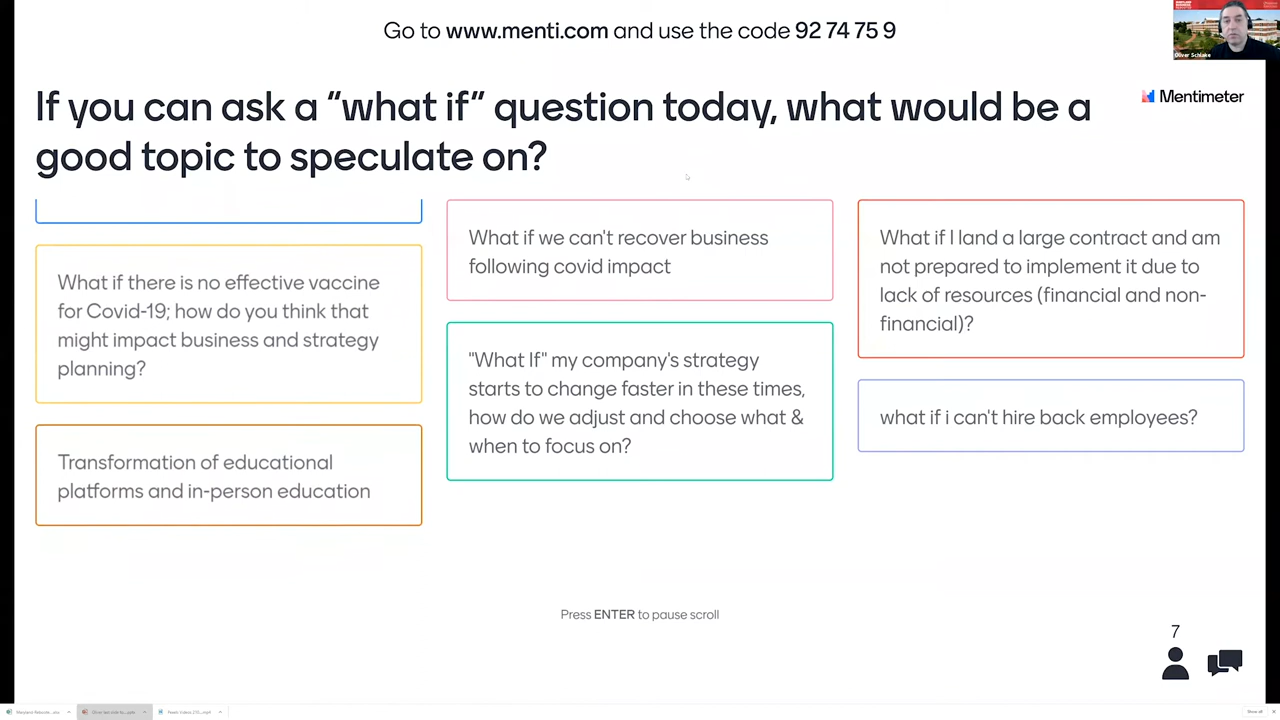 Go to www.menti.com and use the code 92 74 75 9
Oliver Schlake
If you can ask a “what if” question today, what would be a
good topic to speculate on?
Mentimeter
What if there is no effective vaccine
for Covid-19; how do you think that
might impact business and strategy
planning?
Transformation of educational
platforms and in-person education
What if we can't recover business
following covid impact
"What If" my company's strategy
starts to change faster in these times,
how do we adjust and choose what &
when to focus on?
What if I land a large contract and am
not prepared to implement it due to
lack of resources (financial and non-
financial)?
what if i can't hire back employees?
Press ENTER to pause scroll
7
Show all